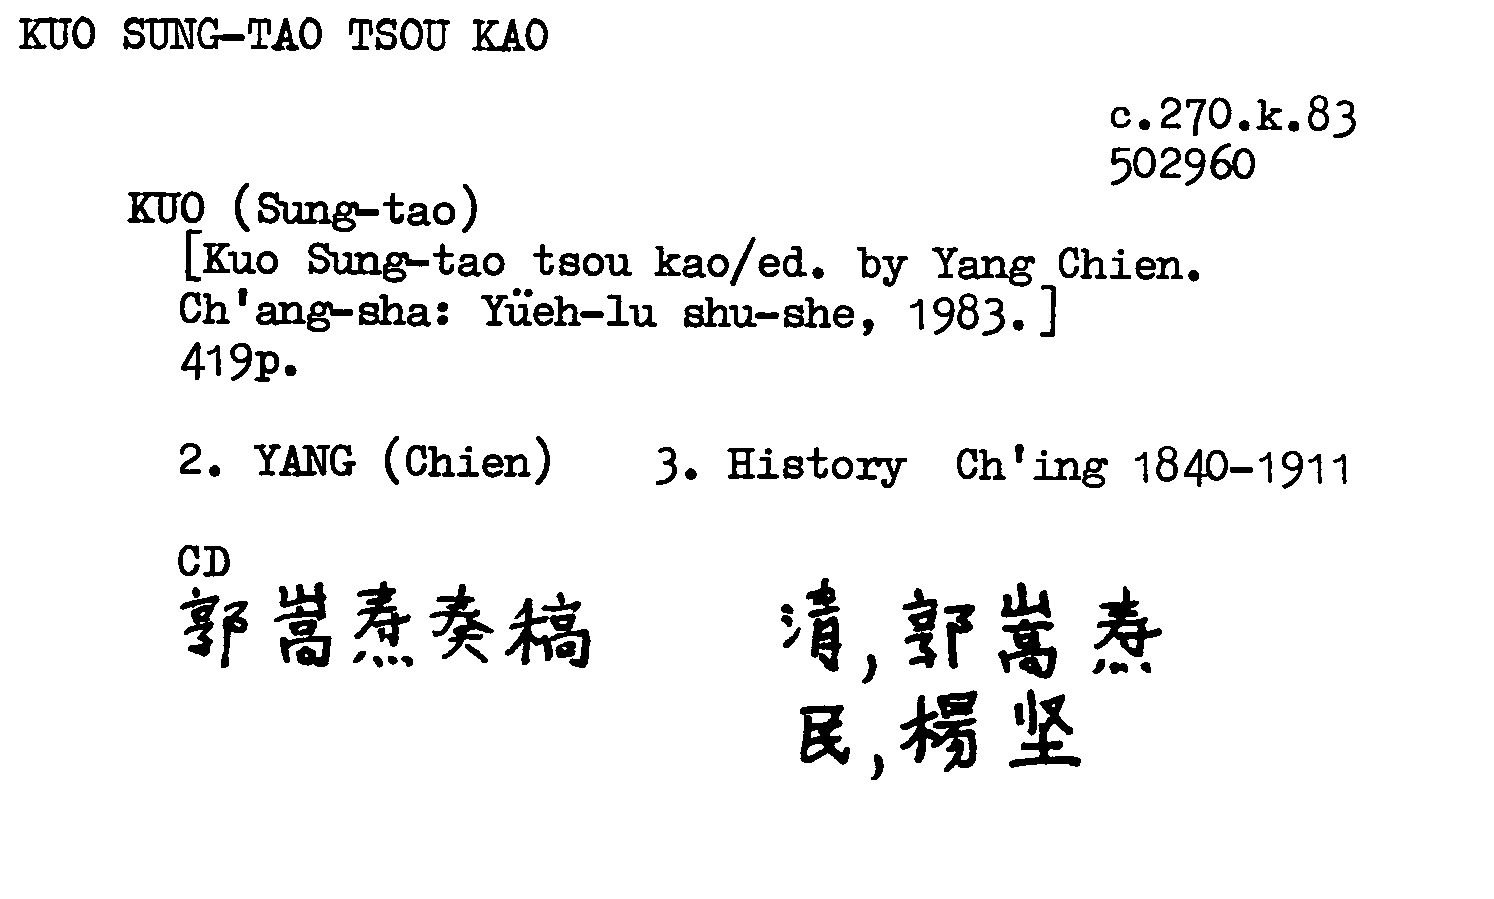 KUO SUNG-TAO TSOU KAO
c.270.k.83
502960
KUO (Sung-tao)
[Kuo Sung-tao tsou kao/ed. by Yang Chien.
Ch'ang-sha: Yüeh-lu shu-she, 1983.]
419p.
2. YANG (Chien) 3. History Ch'ing 1840-1911
CD
郭嵩焘奏稿 清,郭嵩焘
民,楊坚